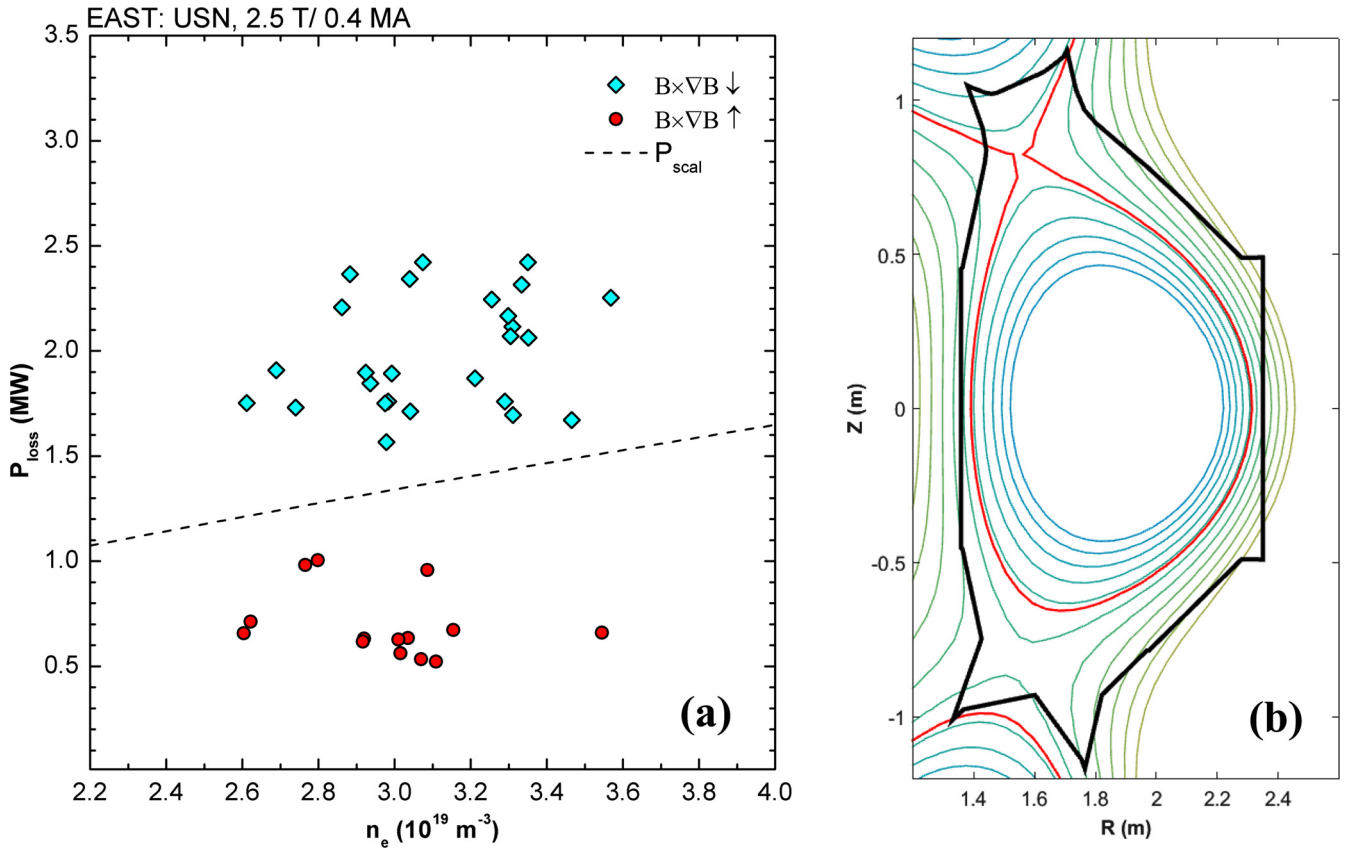 EAST: USN, 2.5 T/ 0.4 MA
3.5
3.0
2.5
2.0
1.5
1.0
0.5
P_loss (MW)
B×∇B ↓
B×∇B ↑
P_scal
(a)
2.2 2.4 2.6 2.8 3.0 3.2 3.4 3.6 3.8 4.0
n_e (10^19 m^-3)
1
0.5
0
-0.5
-1
Z (m)
(b)
1.4 1.6 1.8 2 2.2 2.4
R (m)